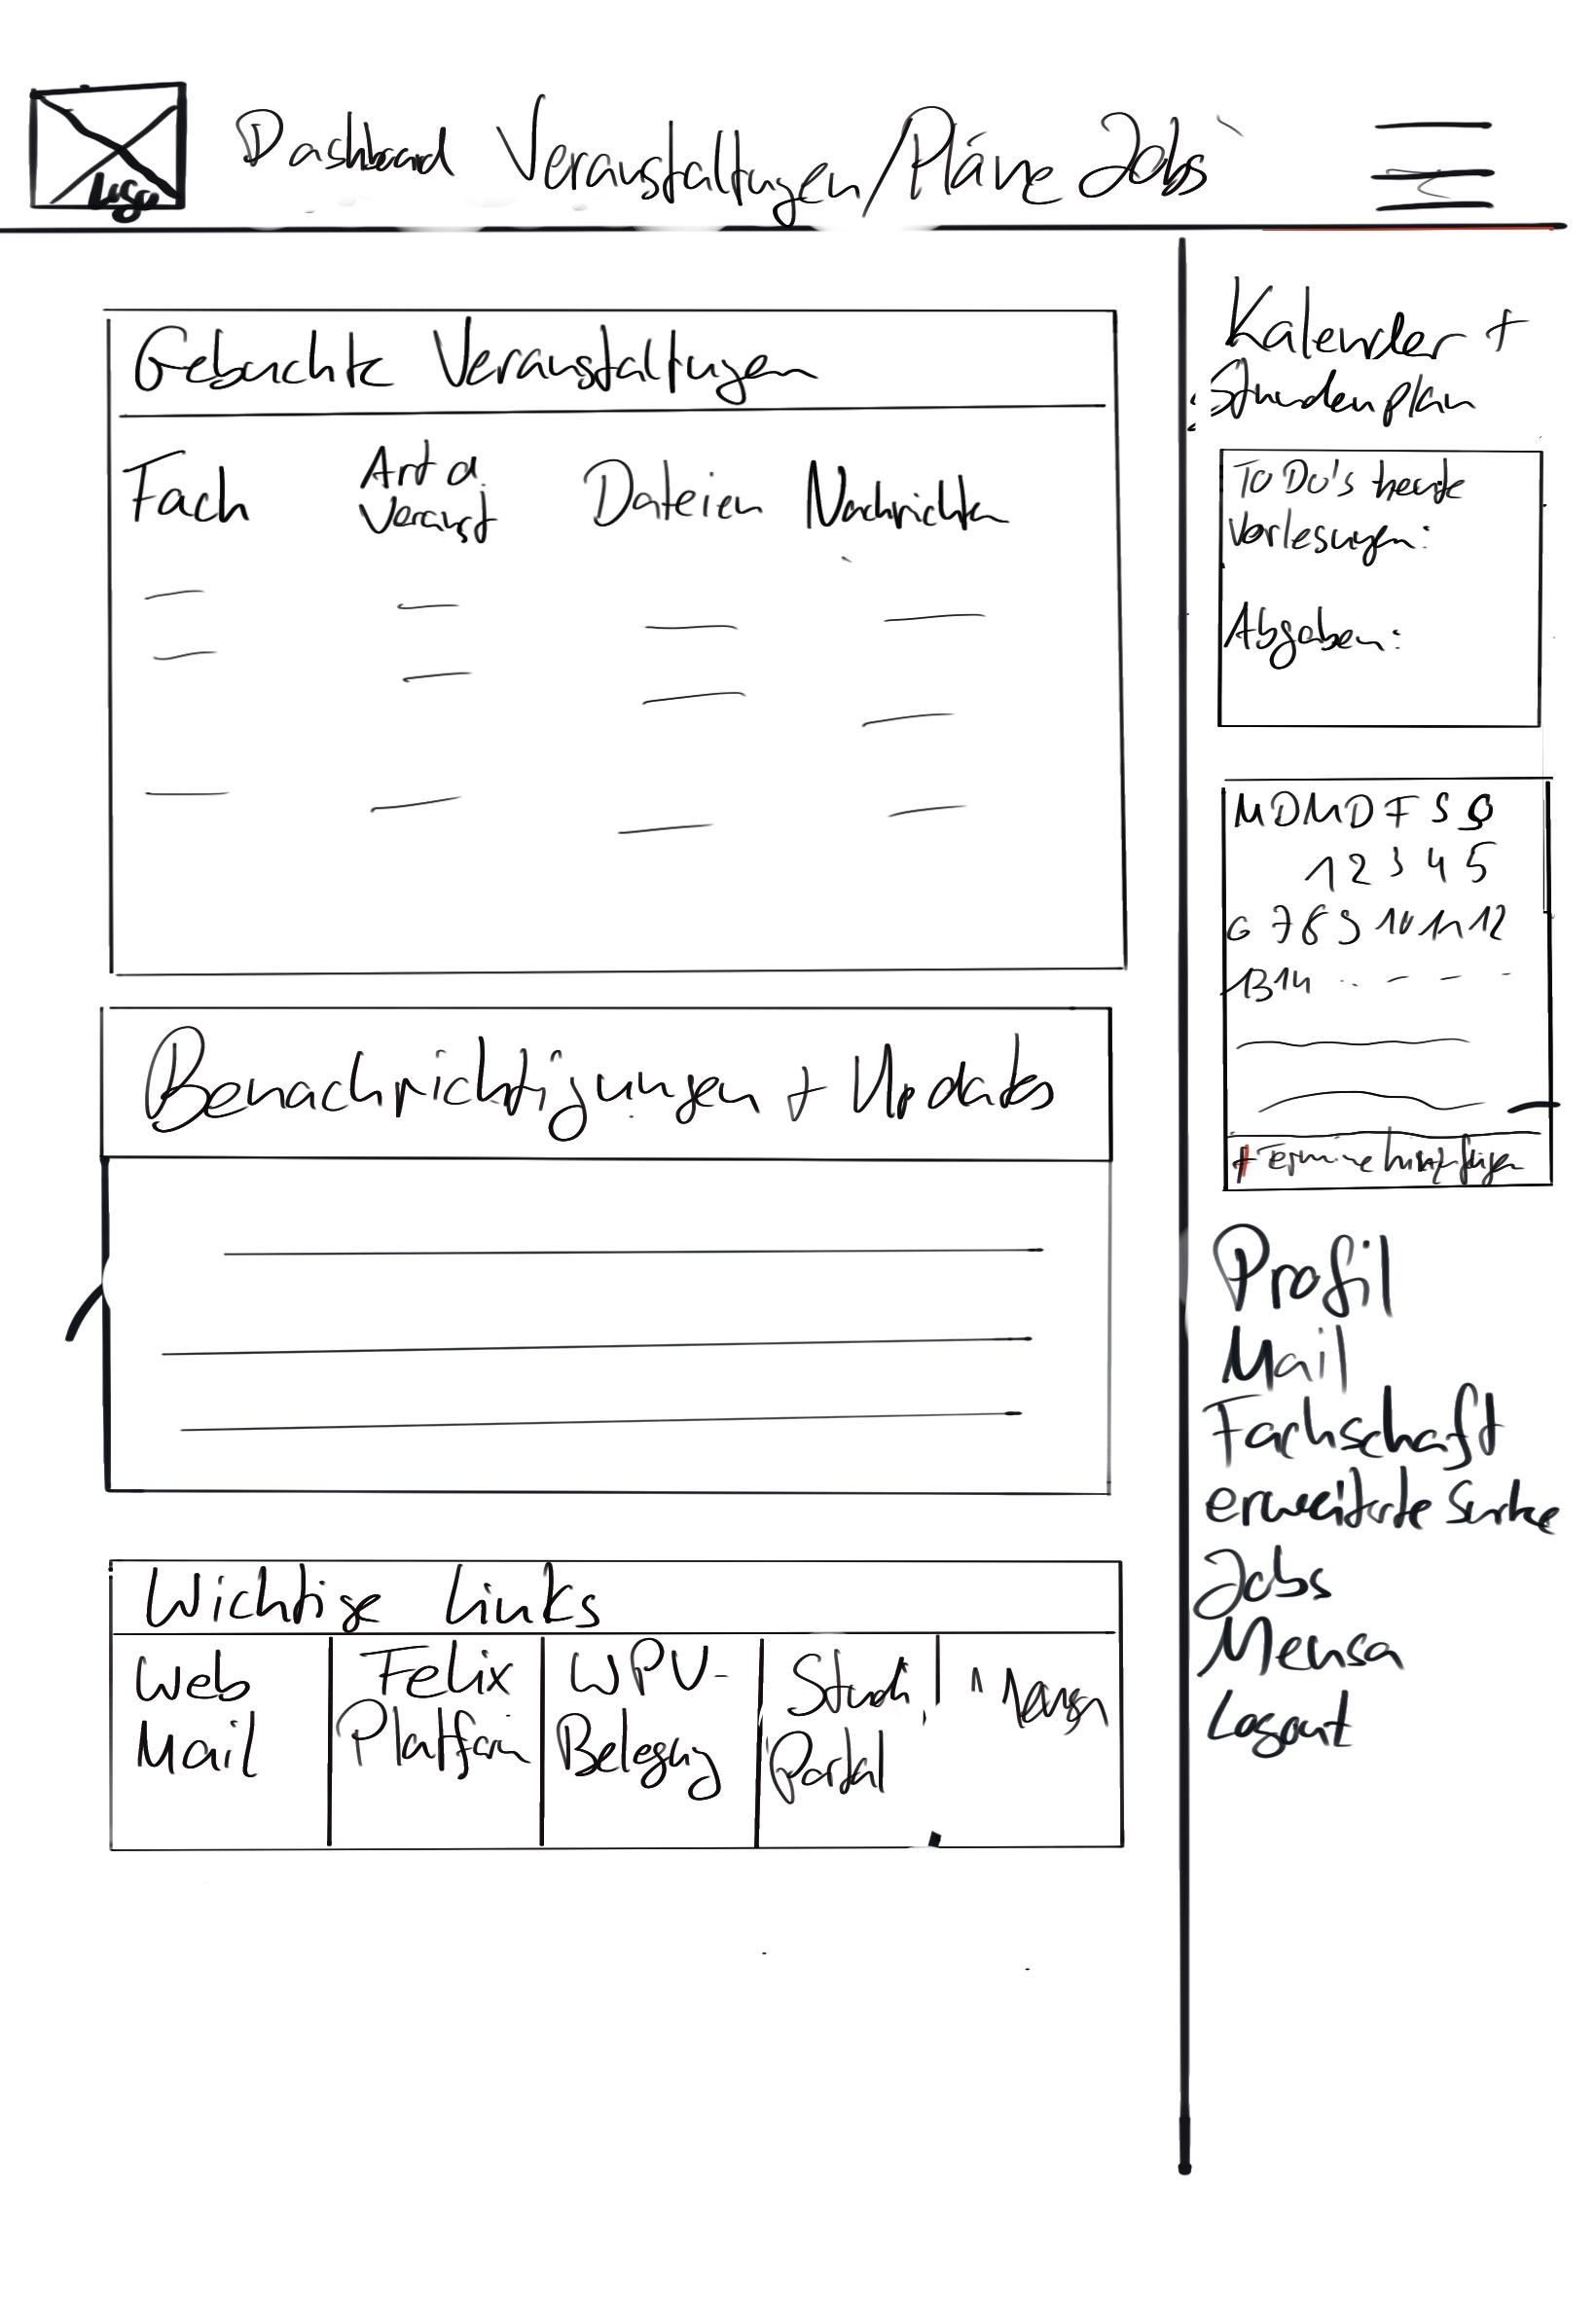 Logo
Dashboard Veranstaltungen/Pläne Jobs
Gebuchte Veranstaltungen
Fach Art d. Veranst Dateien Nachrichten
Benachrichtigungen + Updates
Wichtige Links
Web Mail
Felix Platform
WPV-Belegung
Studi Portal
Kalender +
Stundenplan
To Do's heute
Vorlesungen:
Abgaben:
M D M D F S S
1 2 3 4 5
6 7 8 9 10 11 12
13 14
+ Termine hinzufügen
Profil
Mail
Fachschaft
erweiterte Suche
Jobs
Mensa
Logout